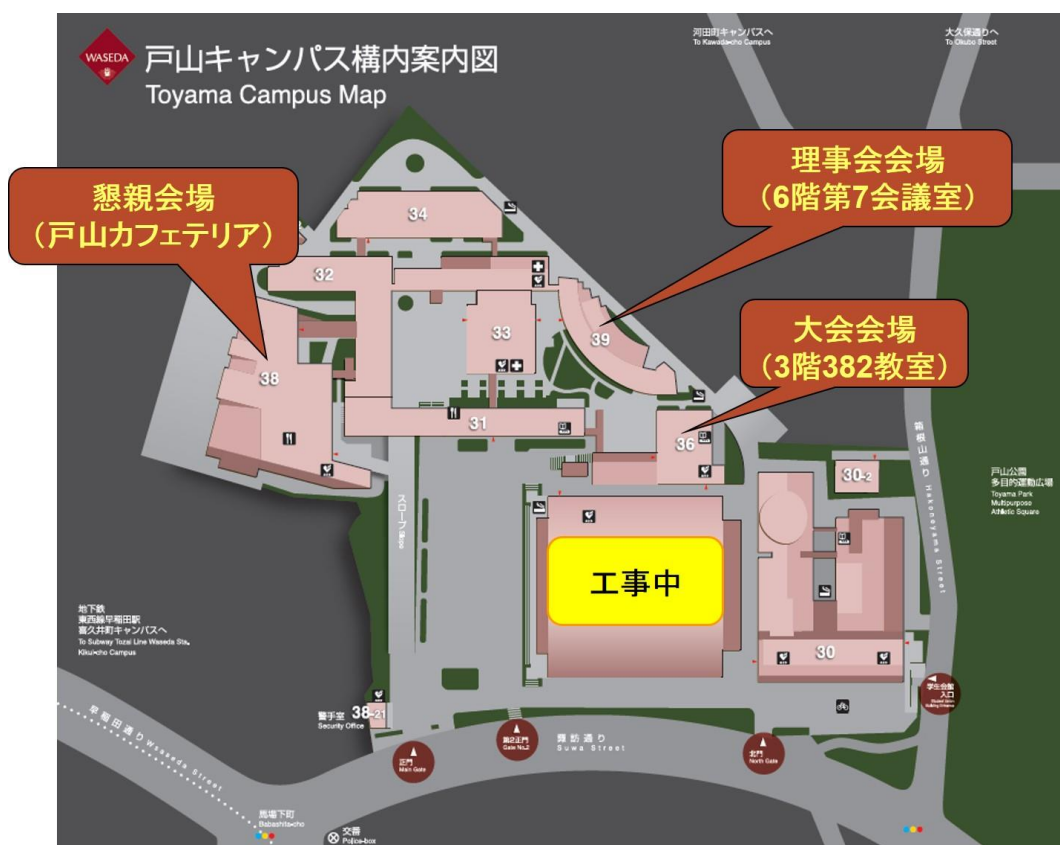 WASEDA
戸山キャンパス構内案内図
Toyama Campus Map
河田町キャンパスへ
To Kawada-cho Campus
大久保通りへ
To Okubo Street
理事会会場
（6階第7会議室）
懇親会場
（戸山カフェテリア）
大会会場
（3階382教室）
34
32
33
39
38
31
36
30-2
30
工事中
スロープ
箱根山通り Hakoneyama Street
戸山公園
多目的運動広場
Toyama Park
Multipurpose
Athletic Square
地下鉄
東西線早稲田駅
喜久井町キャンパスへ
To Subway Tozai Line Waseda Sta.,
Kikui-cho Campus
警手室 38-21
Security Office
学生会館
入口
第2正門
Gate No.2
諏訪通り
Suwa Street
正門
Main Gate
北門
North Gate
早稲田通り Waseda Street
馬場下町
Babashita-cho
交番
Police-box